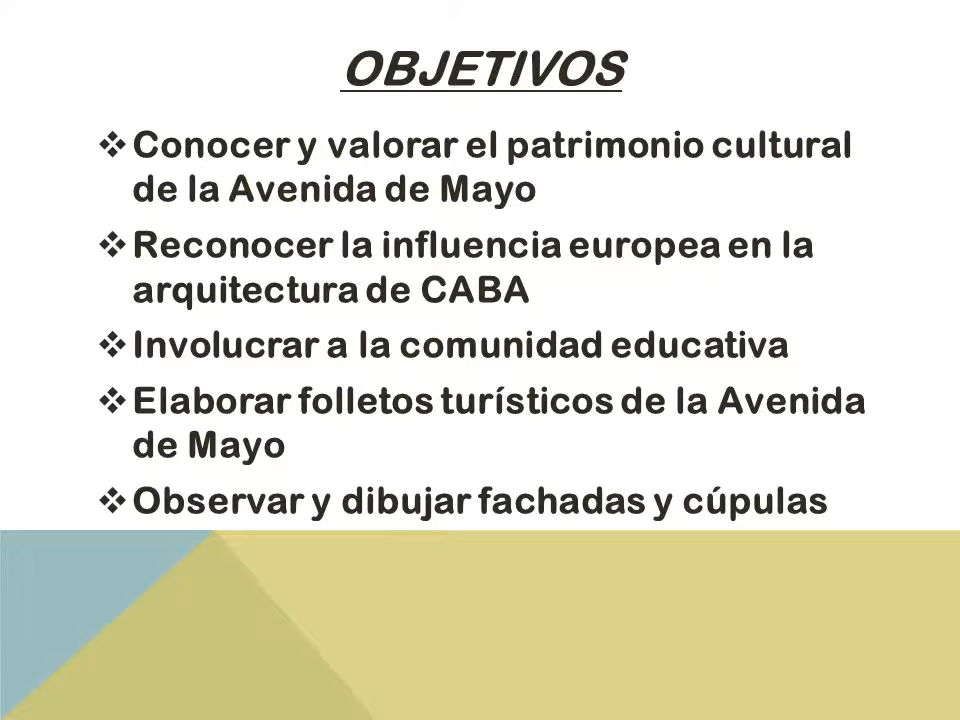 OBJETIVOS
❖ Conocer y valorar el patrimonio cultural
de la Avenida de Mayo
❖ Reconocer la influencia europea en la
arquitectura de CABA
❖ Involucrar a la comunidad educativa
❖ Elaborar folletos turísticos de la Avenida
de Mayo
❖ Observar y dibujar fachadas y cúpulas